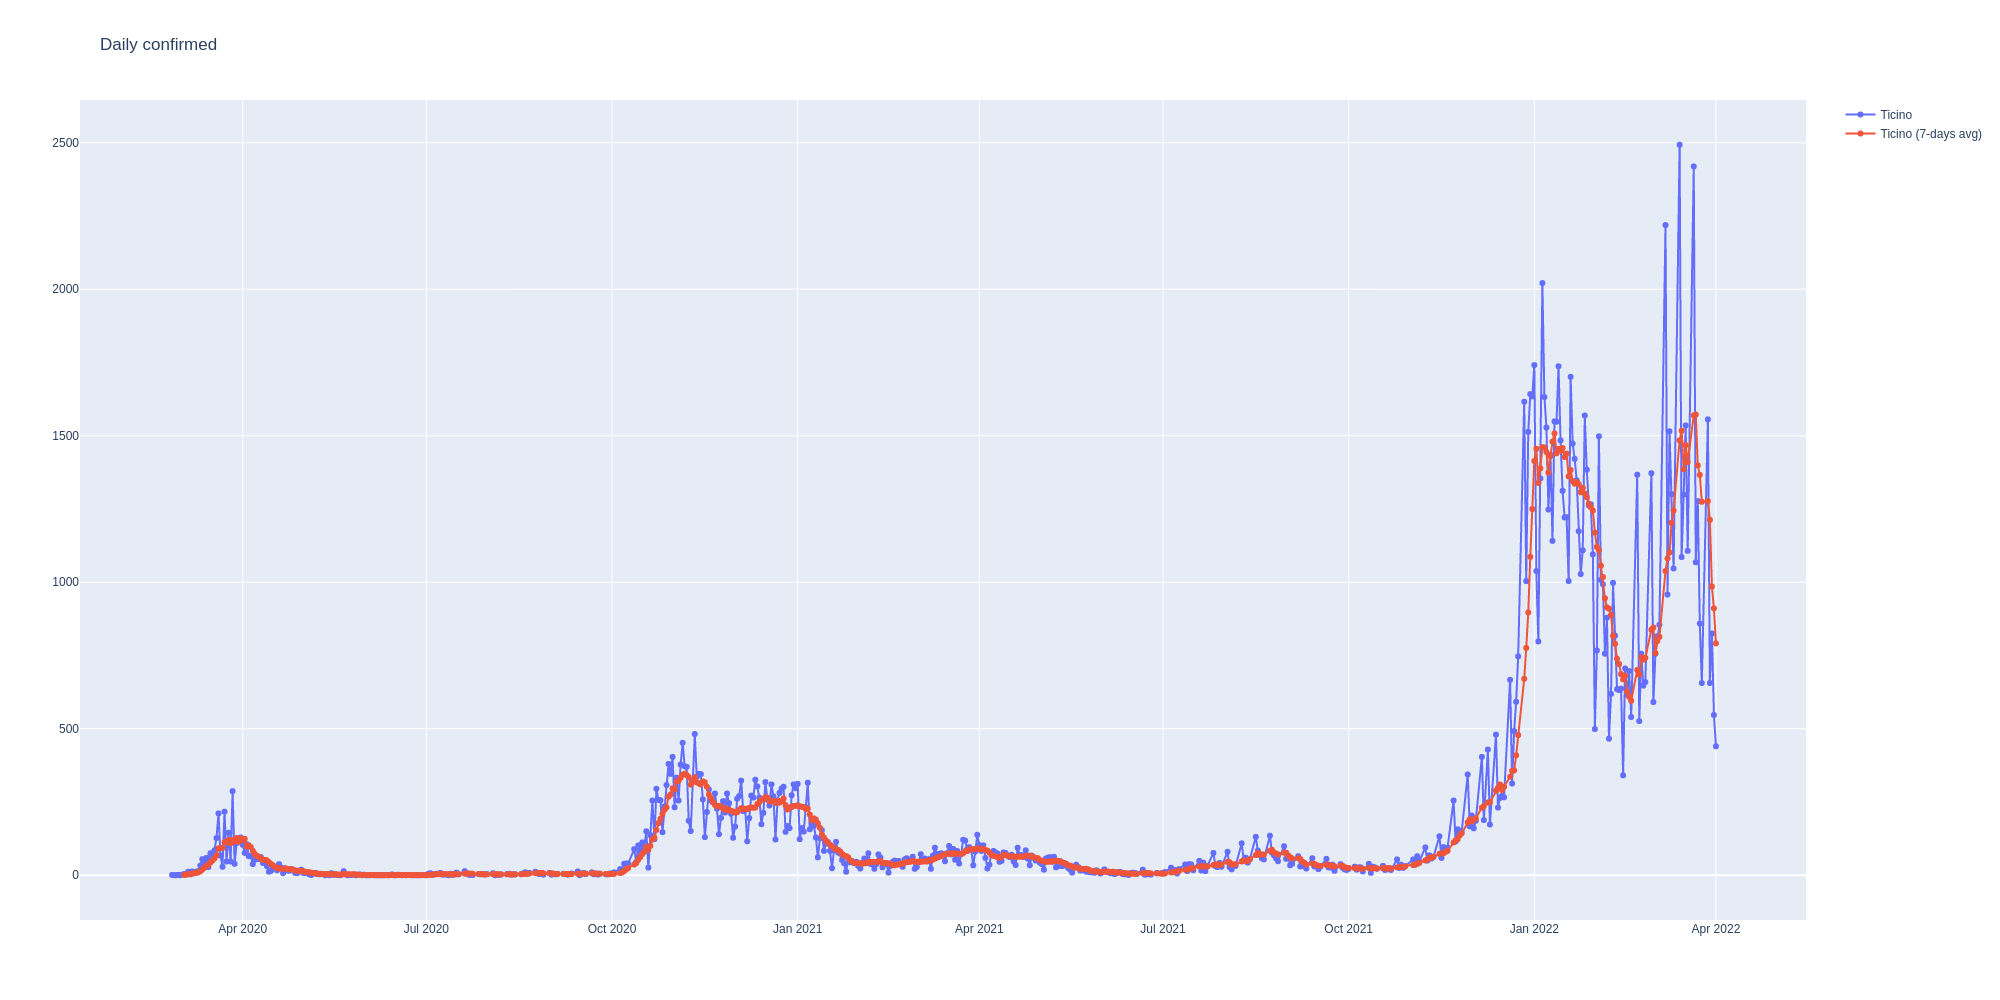 Daily confirmed
Ticino
Ticino (7-days avg)
2500
2000
1500
1000
500
0
Apr 2020
Jul 2020
Oct 2020
Jan 2021
Apr 2021
Jul 2021
Oct 2021
Jan 2022
Apr 2022